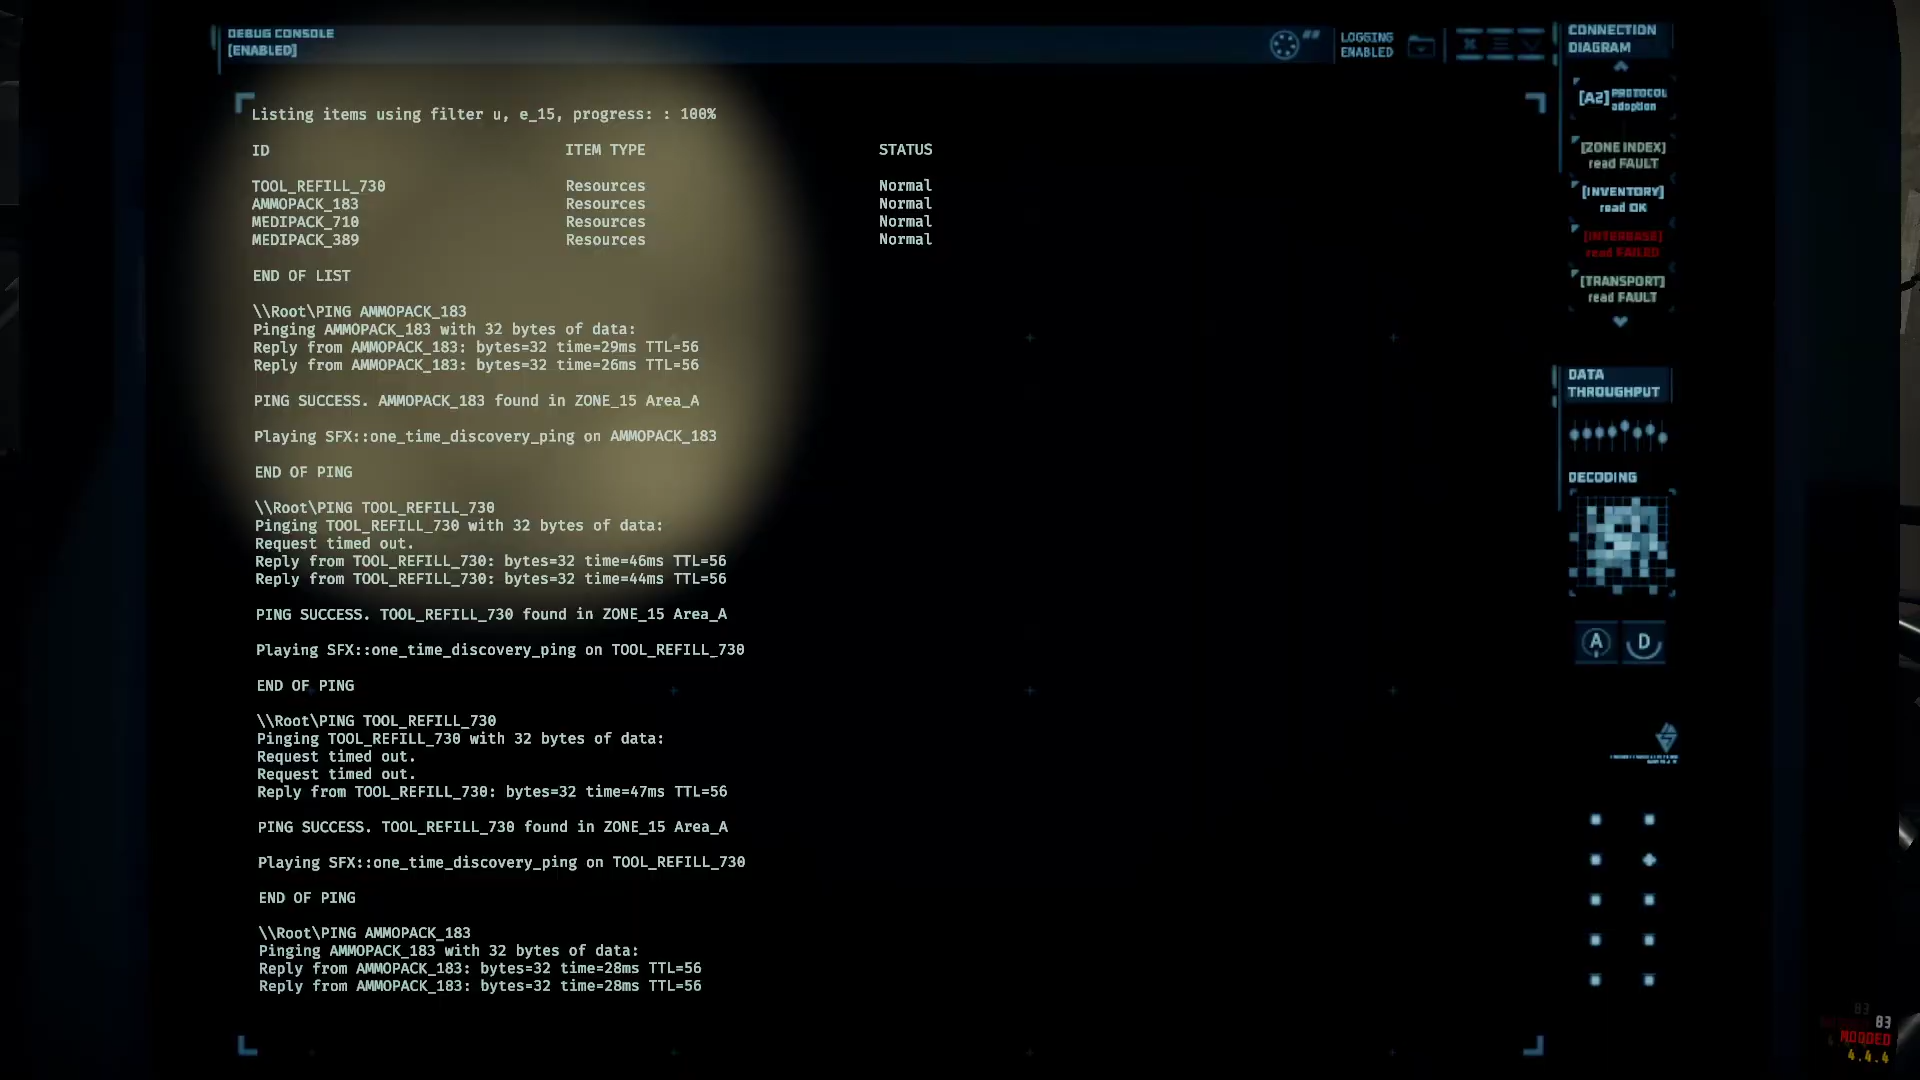 DEBUG CONSOLE
[ENABLED]
LOGGING
ENABLED
Listing items using filter u, e_15, progress: : 100%
ID ITEM TYPE STATUS
TOOL_REFILL_730 Resources Normal
AMMOPACK_183 Resources Normal
MEDIPACK_710 Resources Normal
MEDIPACK_389 Resources Normal
END OF LIST
\\Root\PING AMMOPACK_183
Pinging AMMOPACK_183 with 32 bytes of data:
Reply from AMMOPACK_183: bytes=32 time=29ms TTL=56
Reply from AMMOPACK_183: bytes=32 time=26ms TTL=56
PING SUCCESS. AMMOPACK_183 found in ZONE_15 Area_A
Playing SFX::one_time_discovery_ping on AMMOPACK_183
END OF PING
\\Root\PING TOOL_REFILL_730
Pinging TOOL_REFILL_730 with 32 bytes of data:
Request timed out.
Reply from TOOL_REFILL_730: bytes=32 time=46ms TTL=56
Reply from TOOL_REFILL_730: bytes=32 time=44ms TTL=56
PING SUCCESS. TOOL_REFILL_730 found in ZONE_15 Area_A
Playing SFX::one_time_discovery_ping on TOOL_REFILL_730
END OF PING
\\Root\PING TOOL_REFILL_730
Pinging TOOL_REFILL_730 with 32 bytes of data:
Request timed out.
Request timed out.
Reply from TOOL_REFILL_730: bytes=32 time=47ms TTL=56
PING SUCCESS. TOOL_REFILL_730 found in ZONE_15 Area_A
Playing SFX::one_time_discovery_ping on TOOL_REFILL_730
END OF PING
\\Root\PING AMMOPACK_183
Pinging AMMOPACK_183 with 32 bytes of data:
Reply from AMMOPACK_183: bytes=32 time=28ms TTL=56
Reply from AMMOPACK_183: bytes=32 time=28ms TTL=56
CONNECTION
DIAGRAM
[A2] PROTOCOL
adoption
[ZONE INDEX]
read FAULT
[INVENTORY]
read OK
[INTERBASE]
read FAILED
[TRANSPORT]
read FAULT
DATA
THROUGHPUT
DECODING
A D
83
MODDED
4.4.4